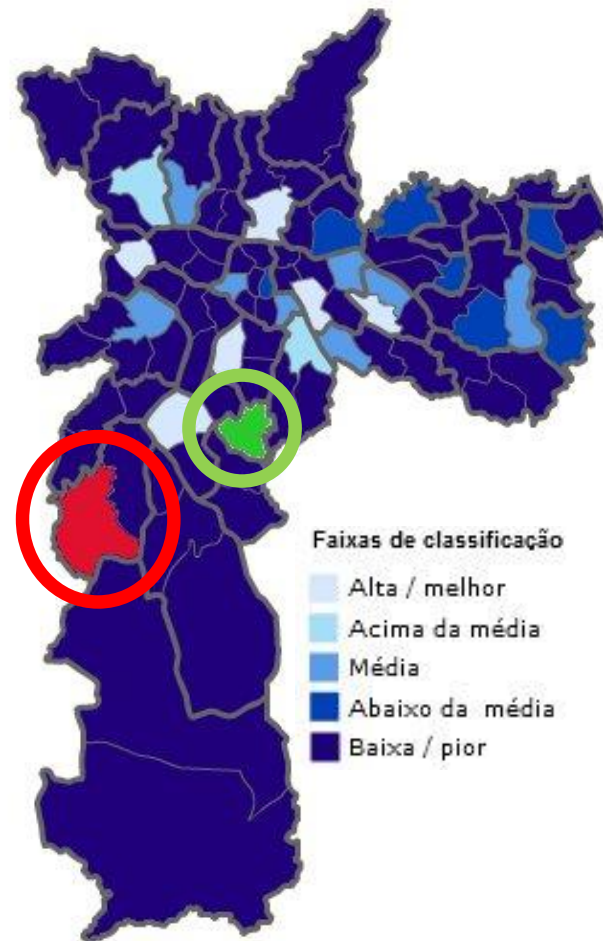 Faixas de classificação
Alta / melhor
Acima da média
Média
Abaixo da média
Baixa / pior